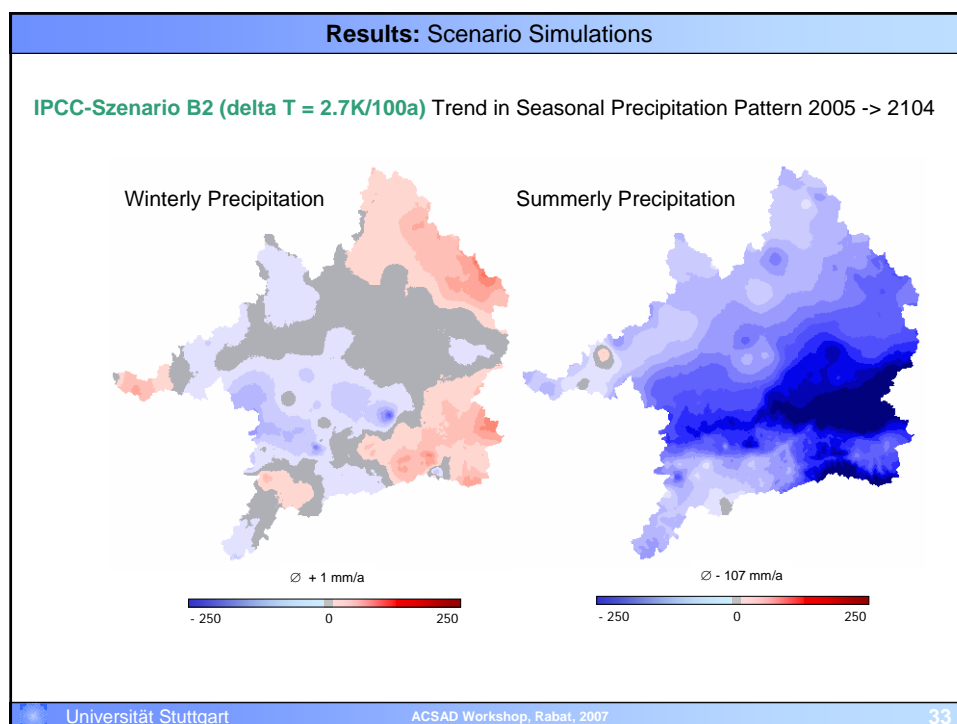 Results: Scenario Simulations
IPCC-Szenario B2 (delta T = 2.7K/100a) Trend in Seasonal Precipitation Pattern 2005 -> 2104
Winterly Precipitation
Summerly Precipitation
∅ + 1 mm/a
∅ - 107 mm/a
- 250 0 250
- 250 0 250
Universität Stuttgart
ACSAD Workshop, Rabat, 2007
33